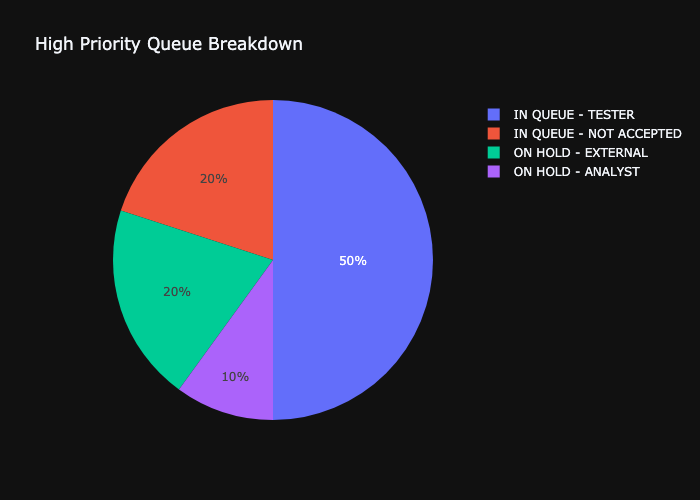 High Priority Queue Breakdown
IN QUEUE - TESTER
IN QUEUE - NOT ACCEPTED
ON HOLD - EXTERNAL
ON HOLD - ANALYST
20%
50%
20%
10%